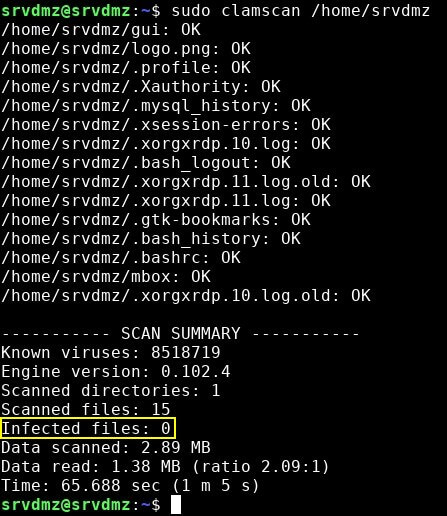 srvdmz@srvdmz:~$ sudo clamscan /home/srvdmz
/home/srvdmz/gui: OK
/home/srvdmz/logo.png: OK
/home/srvdmz/.profile: OK
/home/srvdmz/.Xauthority: OK
/home/srvdmz/.mysql_history: OK
/home/srvdmz/.xsession-errors: OK
/home/srvdmz/.xorgxrdp.10.log: OK
/home/srvdmz/.bash_logout: OK
/home/srvdmz/.xorgxrdp.11.log.old: OK
/home/srvdmz/.xorgxrdp.11.log: OK
/home/srvdmz/.gtk-bookmarks: OK
/home/srvdmz/.bash_history: OK
/home/srvdmz/.bashrc: OK
/home/srvdmz/mbox: OK
/home/srvdmz/.xorgxrdp.10.log.old: OK
----------- SCAN SUMMARY -----------
Known viruses: 8518719
Engine version: 0.102.4
Scanned directories: 1
Scanned files: 15
Infected files: 0
Data scanned: 2.89 MB
Data read: 1.38 MB (ratio 2.09:1)
Time: 65.688 sec (1 m 5 s)
srvdmz@srvdmz:~$